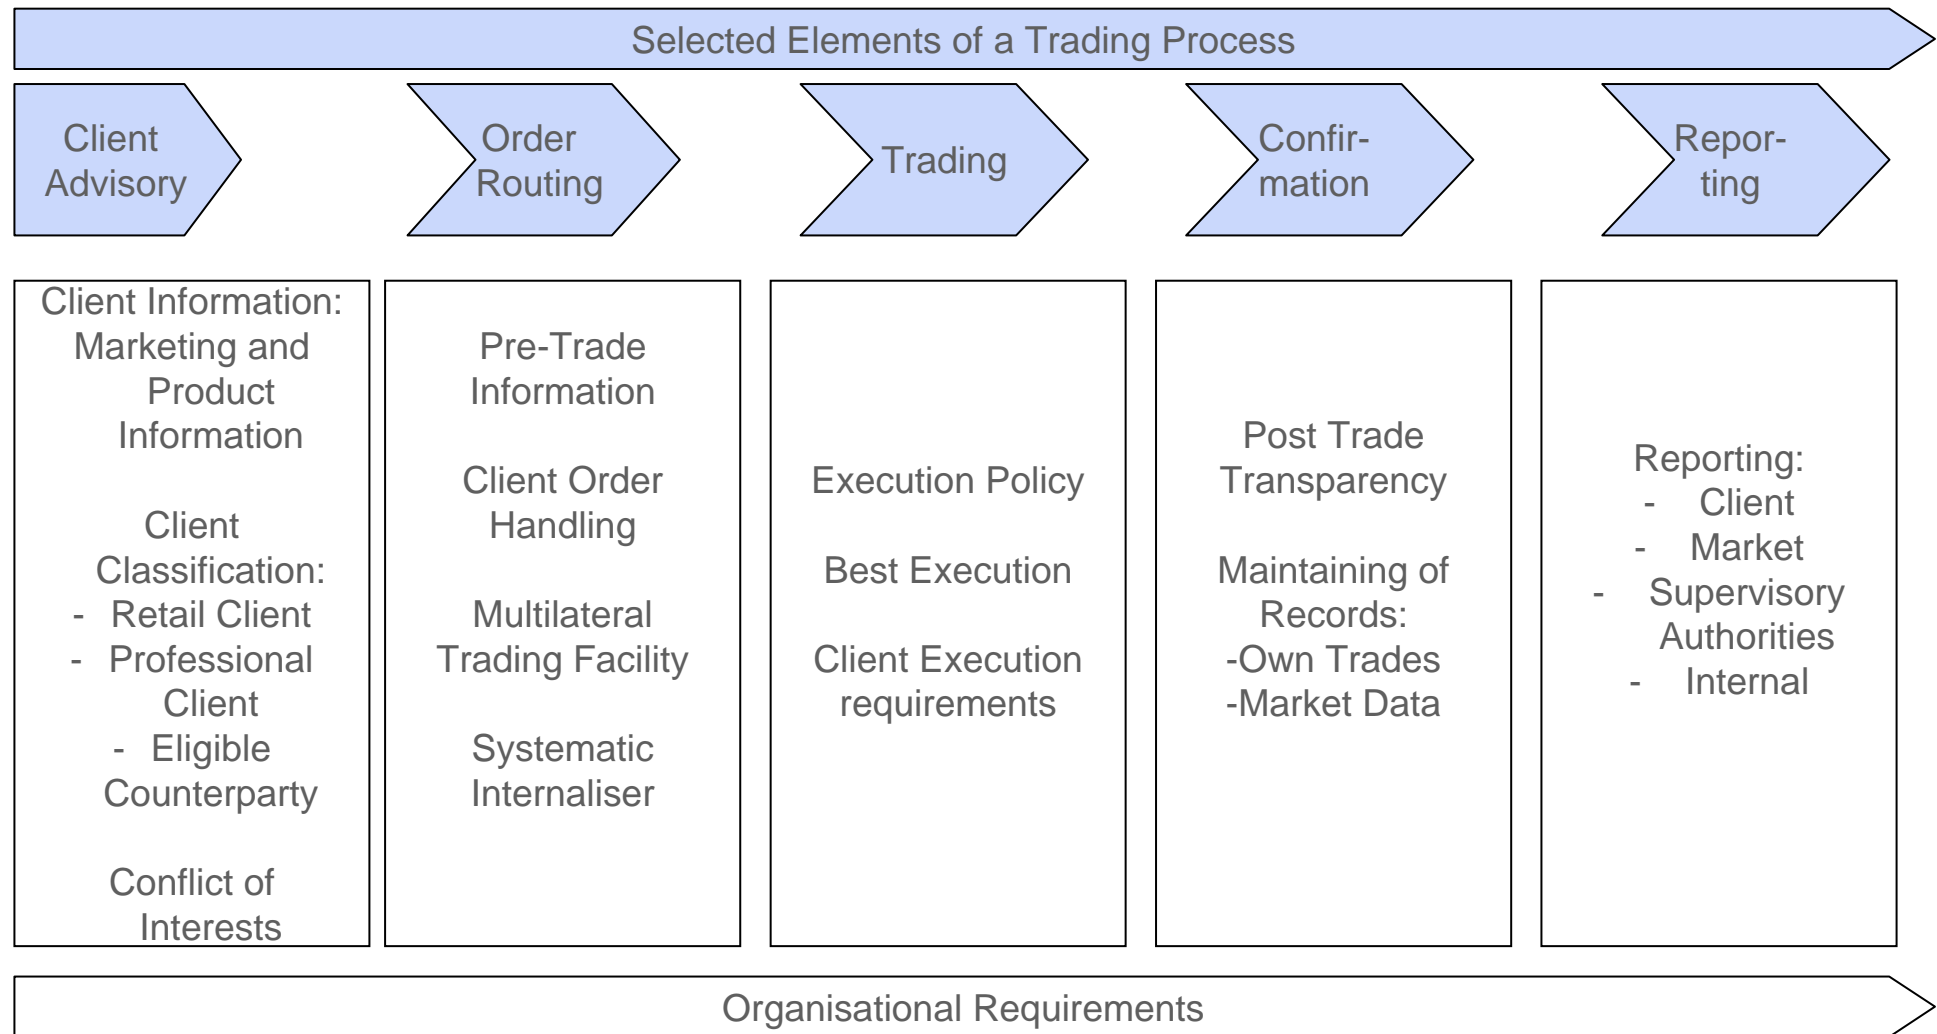 Selected Elements of a Trading Process
Client
Advisory
Order
Routing
Trading
Confir-
mation
Repor-
ting
Client Information:
Marketing and
Product
Information
Client
Classification:
- Retail Client
- Professional
Client
- Eligible
Counterparty
Conflict of
Interests
Pre-Trade
Information
Client Order
Handling
Multilateral
Trading Facility
Systematic
Internaliser
Execution Policy
Best Execution
Client Execution
requirements
Post Trade
Transparency
Maintaining of
Records:
-Own Trades
-Market Data
Reporting:
- Client
- Market
- Supervisory
Authorities
- Internal
Organisational Requirements